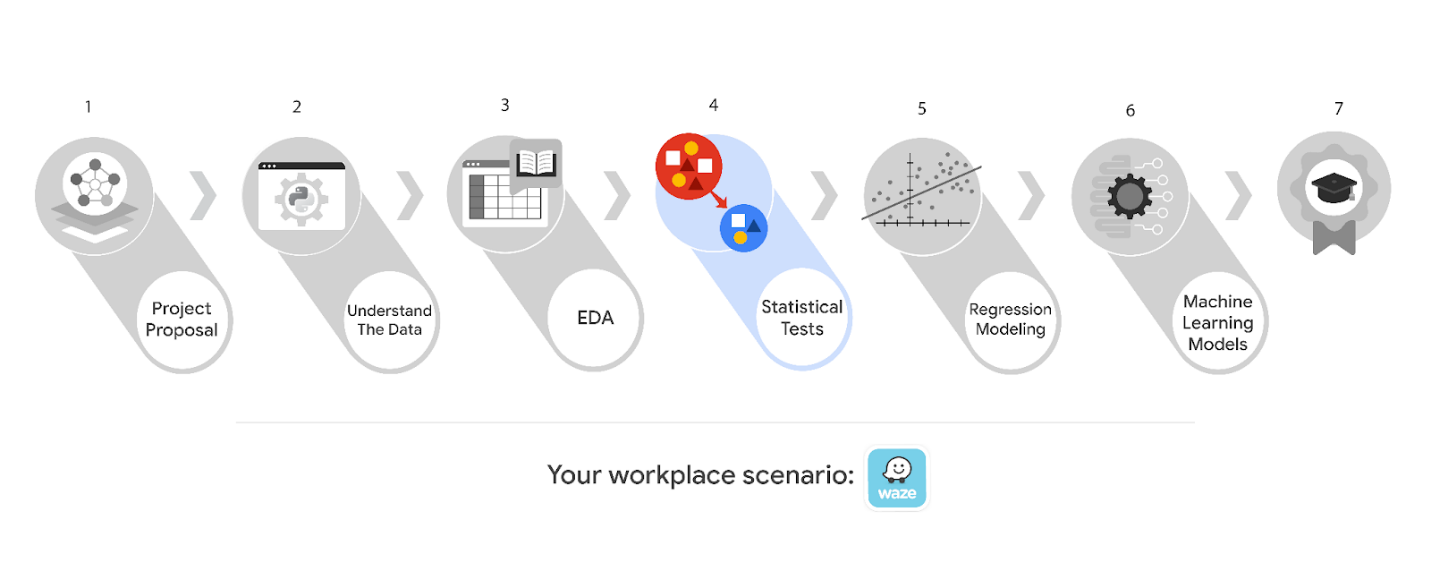 1
2
3
4
5
6
7
Project
Proposal
Understand
The Data
EDA
Statistical
Tests
Regression
Modeling
Machine
Learning
Models
Your workplace scenario:
waze